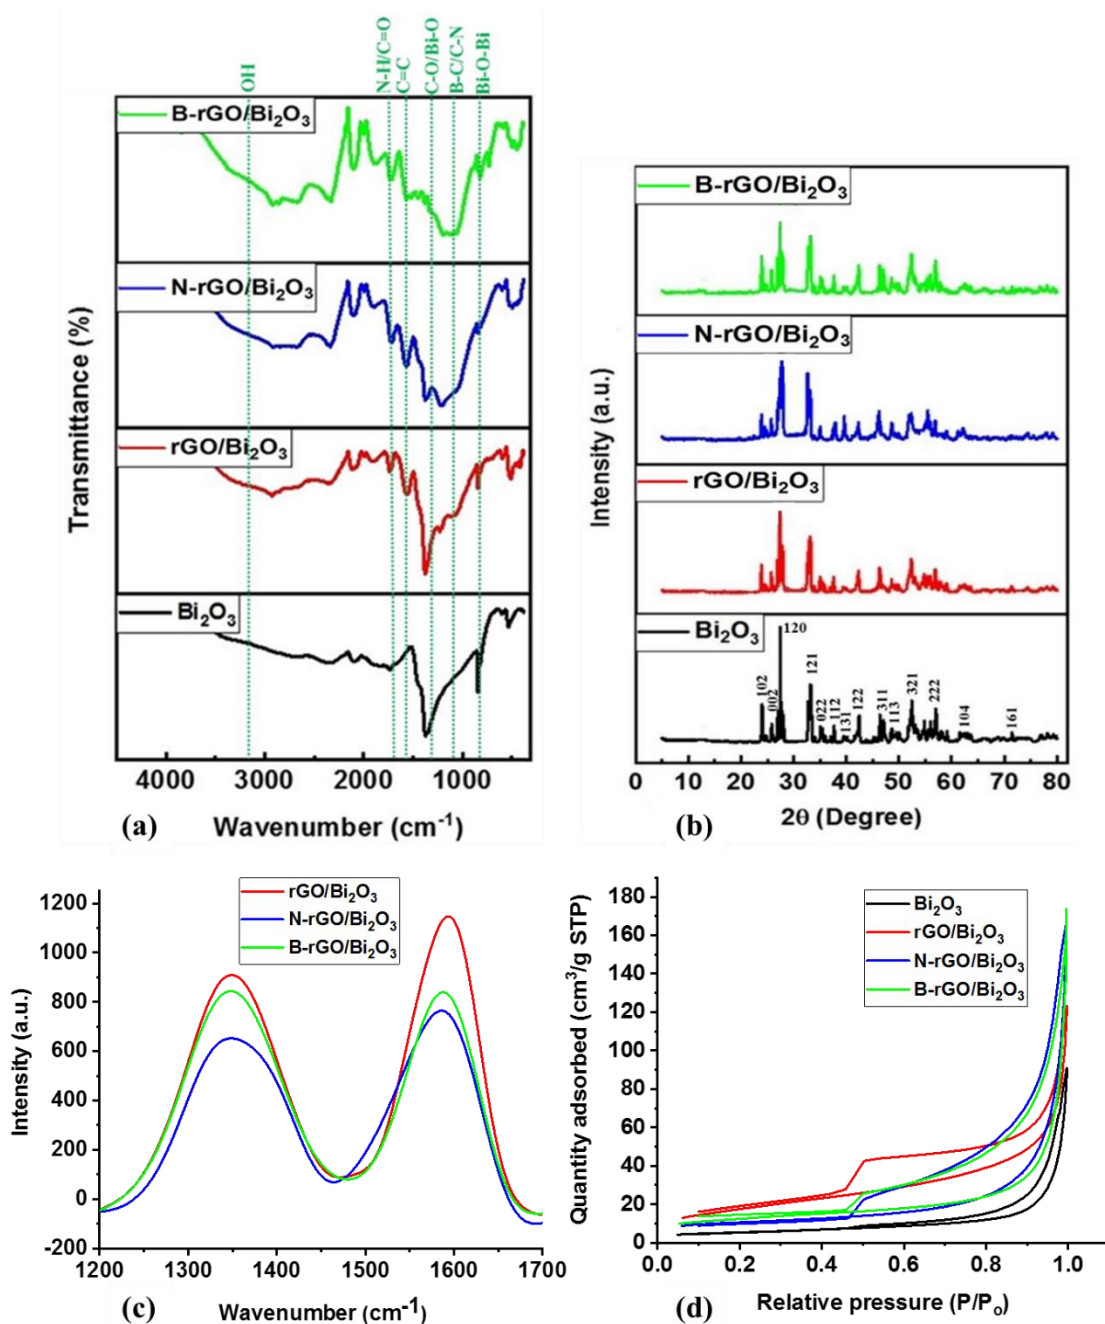 OH
N-H/C=O
C=C
C-O/Bi-O
B-C/C-N
Bi-O-Bi
B-rGO/Bi₂O₃
N-rGO/Bi₂O₃
rGO/Bi₂O₃
Bi₂O₃
Transmittance (%)
4000 3000 2000 1000
(a) Wavenumber (cm⁻¹)
B-rGO/Bi₂O₃
N-rGO/Bi₂O₃
rGO/Bi₂O₃
Bi₂O₃
102
002
120
121
022
112
131
122
311
113
321
222
104
161
Intensity (a.u.)
0 10 20 30 40 50 60 70 80
(b) 2θ (Degree)
rGO/Bi₂O₃
N-rGO/Bi₂O₃
B-rGO/Bi₂O₃
1200
1000
800
600
400
200
0
-200
Intensity (a.u.)
1200 1300 1400 1500 1600 1700
(c) Wavenumber (cm⁻¹)
Bi₂O₃
rGO/Bi₂O₃
N-rGO/Bi₂O₃
B-rGO/Bi₂O₃
180
160
140
120
100
80
60
40
20
0
Quantity adsorbed (cm³/g STP)
0.0 0.2 0.4 0.6 0.8 1.0
(d) Relative pressure (P/Pₒ)